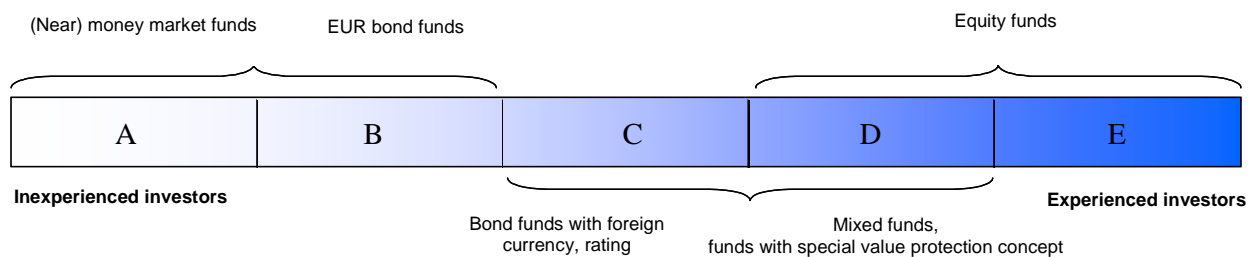 (Near) money market funds
EUR bond funds
Equity funds
A
B
C
D
E
Inexperienced investors
Experienced investors
Bond funds with foreign
currency, rating
Mixed funds,
funds with special value protection concept